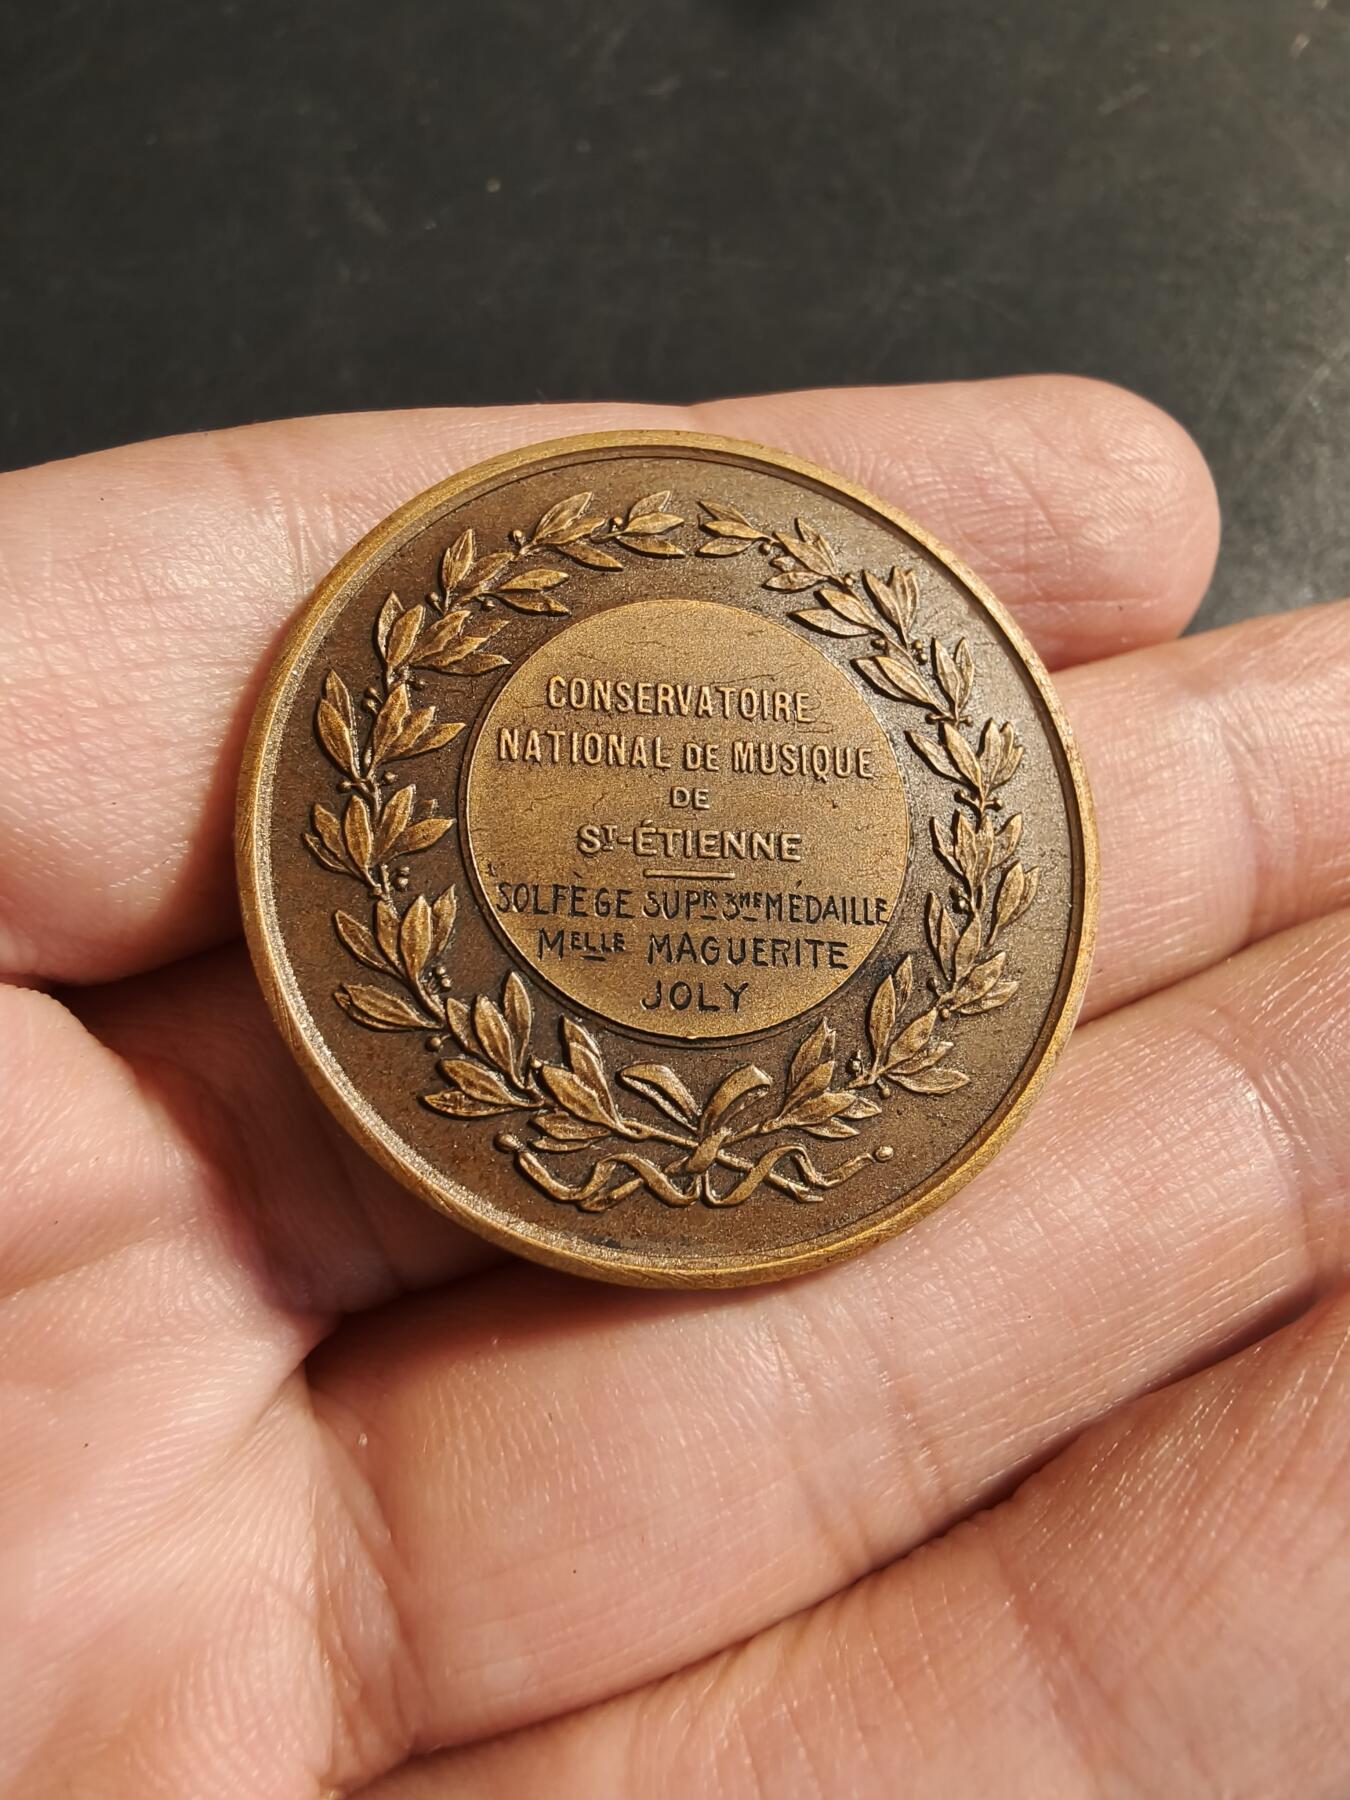 CONSERVATOIRE
NATIONAL DE MUSIQUE
DE
ST-ÉTIENNE
SOLFÈGE SUPR 3ME MÉDAILLE
MELLE MAGUERITE
JOLY